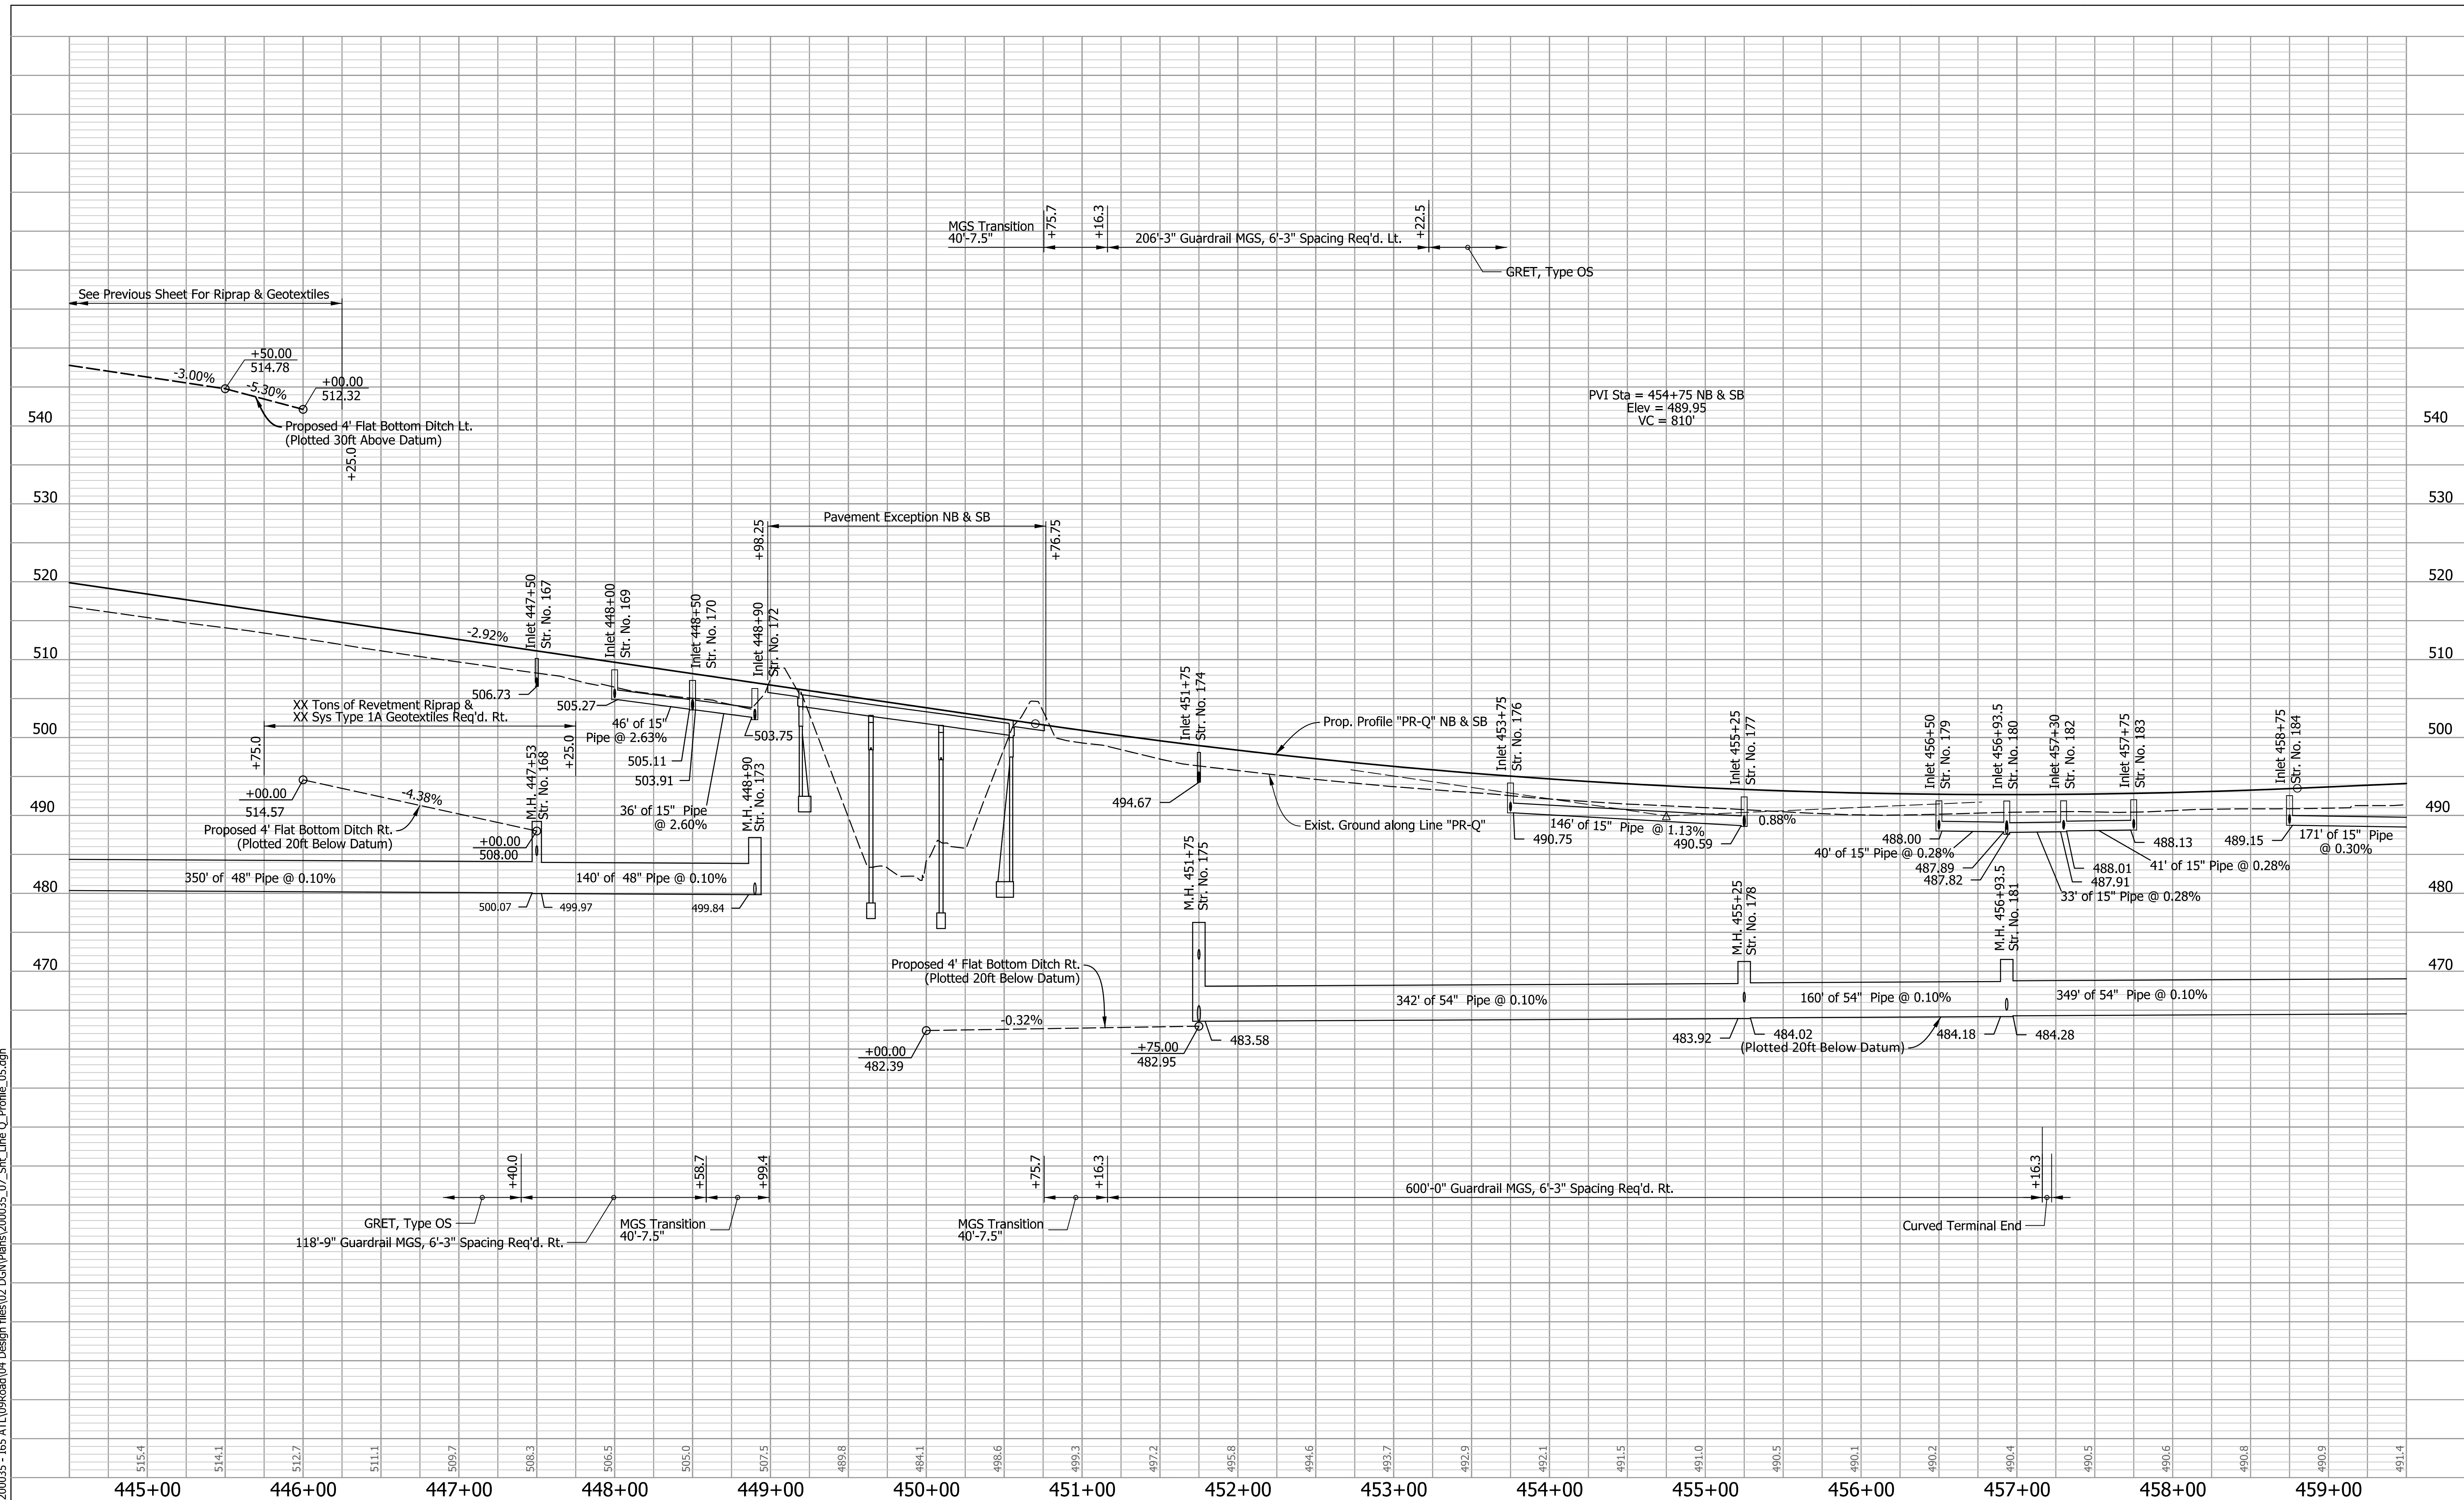 MGS Transition
40'-7.5"
+75.7
+16.3
206'-3" Guardrail MGS, 6'-3" Spacing Req'd. Lt.
+22.5
GRET, Type OS
See Previous Sheet For Riprap & Geotextiles
-3.00%
+50.00
514.78
-5.30%
+00.00
512.32
Proposed 4' Flat Bottom Ditch Lt.
(Plotted 30ft Above Datum)
+25.0
PVI Sta = 454+75 NB & SB
Elev = 489.95
VC = 810'
540
540
530
530
520
520
510
510
500
500
490
490
480
480
470
470
+98.25
Pavement Exception NB & SB
+76.75
-2.92%
Inlet 447+50
Str. No. 167
506.73
Inlet 448+00
Str. No. 169
505.27
Inlet 448+50
Str. No. 170
Inlet 448+90
Str. No. 172
46' of 15"
Pipe @ 2.63%
505.11
503.91
503.75
36' of 15" Pipe
@ 2.60%
XX Tons of Revetment Riprap &
XX Sys Type 1A Geotextiles Req'd. Rt.
+75.0
+25.0
M.H. 447+53
Str. No. 168
M.H. 448+90
Str. No. 173
+00.00
514.57
-4.38%
Proposed 4' Flat Bottom Ditch Rt.
(Plotted 20ft Below Datum)
+00.00
508.00
350' of 48" Pipe @ 0.10%
140' of 48" Pipe @ 0.10%
500.07
499.97
499.84
Inlet 451+75
Str. No. 174
494.67
Prop. Profile "PR-Q" NB & SB
Exist. Ground along Line "PR-Q"
Inlet 453+75
Str. No. 176
490.75
146' of 15" Pipe @ 1.13%
Inlet 455+25
Str. No. 177
490.59
0.88%
Inlet 456+50
Str. No. 179
488.00
40' of 15" Pipe @ 0.28%
487.89
487.82
Inlet 456+93.5
Str. No. 180
Inlet 457+30
Str. No. 182
Inlet 457+75
Str. No. 183
488.13
488.01
487.91
41' of 15" Pipe @ 0.28%
33' of 15" Pipe @ 0.28%
Inlet 458+75
Str. No. 184
489.15
171' of 15" Pipe
@ 0.30%
M.H. 451+75
Str. No. 175
M.H. 455+25
Str. No. 178
M.H. 456+93.5
Str. No. 181
Proposed 4' Flat Bottom Ditch Rt.
(Plotted 20ft Below Datum)
-0.32%
+00.00
482.39
+75.00
482.95
483.58
342' of 54" Pipe @ 0.10%
160' of 54" Pipe @ 0.10%
349' of 54" Pipe @ 0.10%
483.92
484.02
(Plotted 20ft Below Datum)
484.18
484.28
+40.0
+58.7
+99.4
+75.7
+16.3
600'-0" Guardrail MGS, 6'-3" Spacing Req'd. Rt.
+16.3
GRET, Type OS
118'-9" Guardrail MGS, 6'-3" Spacing Req'd. Rt.
MGS Transition
40'-7.5"
MGS Transition
40'-7.5"
Curved Terminal End
515.4 514.1 512.7 511.1 509.7 508.3 506.5 505.0 507.5 489.8 484.1 498.6 499.3 497.2 495.8 494.6 493.7 492.9 492.1 491.5 491.0 490.5 490.1 490.2 490.4 490.5 490.6 490.8 490.9 491.4
445+00 446+00 447+00 448+00 449+00 450+00 451+00 452+00 453+00 454+00 455+00 456+00 457+00 458+00 459+00